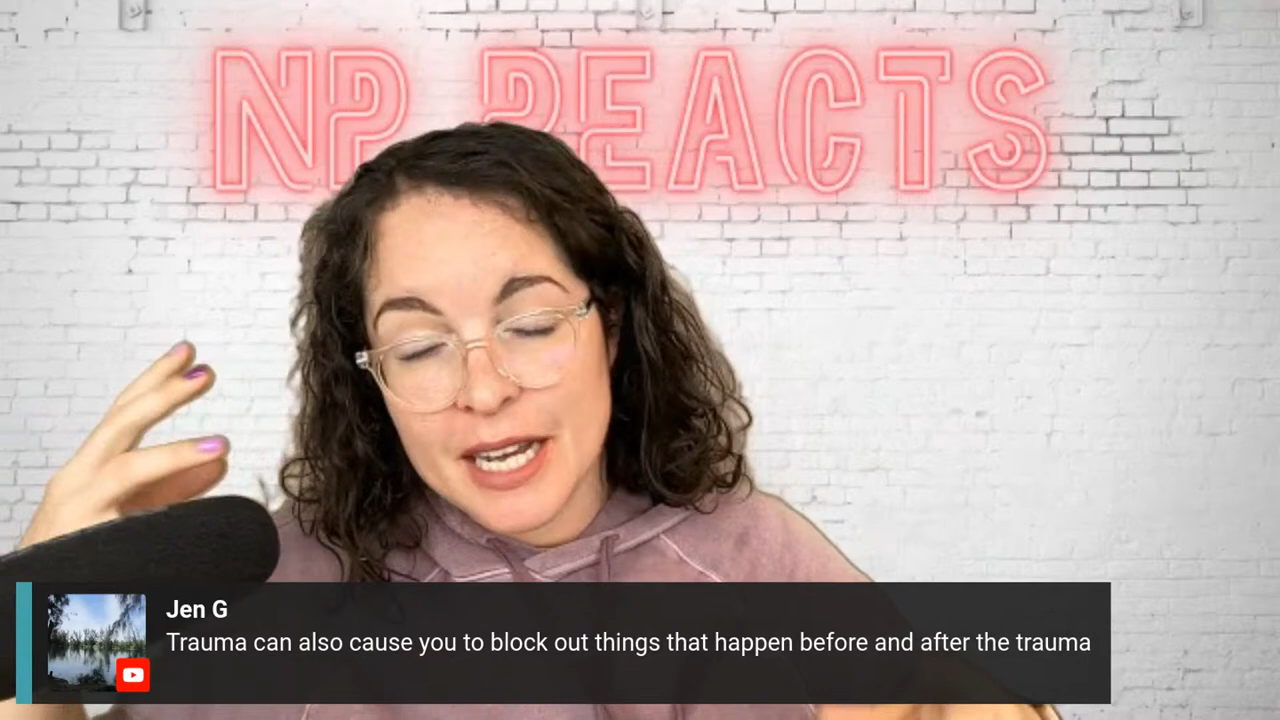 NP REACTS
Jen G
Trauma can also cause you to block out things that happen before and after the trauma